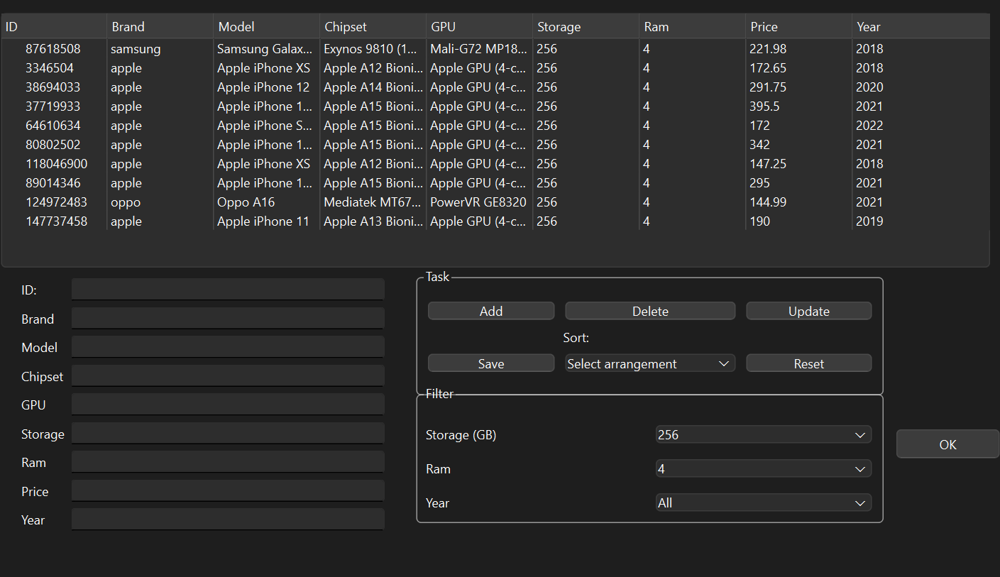 ID Brand Model Chipset GPU Storage Ram Price Year
87618508 samsung Samsung Galax... Exynos 9810 (1... Mali-G72 MP18... 256 4 221.98 2018
3346504 apple Apple iPhone XS Apple A12 Bioni... Apple GPU (4-c... 256 4 172.65 2018
38694033 apple Apple iPhone 12 Apple A14 Bioni... Apple GPU (4-c... 256 4 291.75 2020
37719933 apple Apple iPhone 1... Apple A15 Bioni... Apple GPU (4-c... 256 4 395.5 2021
64610634 apple Apple iPhone S... Apple A15 Bioni... Apple GPU (4-c... 256 4 172 2022
80802502 apple Apple iPhone 1... Apple A15 Bioni... Apple GPU (4-c... 256 4 342 2021
118046900 apple Apple iPhone XS Apple A12 Bioni... Apple GPU (4-c... 256 4 147.25 2018
89014346 apple Apple iPhone 1... Apple A15 Bioni... Apple GPU (4-c... 256 4 295 2021
124972483 oppo Oppo A16 Mediatek MT67... PowerVR GE8320 256 4 144.99 2021
147737458 apple Apple iPhone 11 Apple A13 Bioni... Apple GPU (4-c... 256 4 190 2019
ID:
Brand
Model
Chipset
GPU
Storage
Ram
Price
Year
Task
Add Delete Update
Sort:
Save Select arrangement Reset
Filter
Storage (GB) 256
Ram 4
Year All
OK